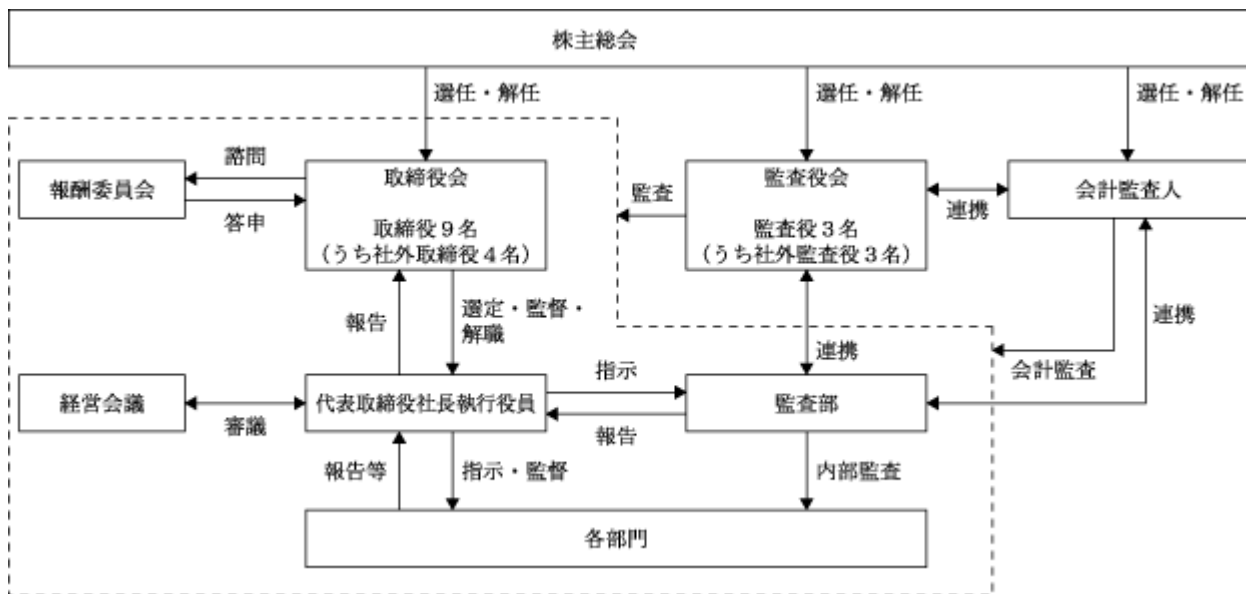 株主総会
選任・解任
選任・解任
選任・解任
諮問
報酬委員会
答申
取締役会
取締役9名
（うち社外取締役4名）
監査
監査役会
監査役3名
（うち社外監査役3名）
連携
会計監査人
報告
選定・監督・
解職
連携
連携
会計監査
経営会議
審議
代表取締役社長執行役員
指示
報告
監査部
報告等
指示・監督
内部監査
各部門